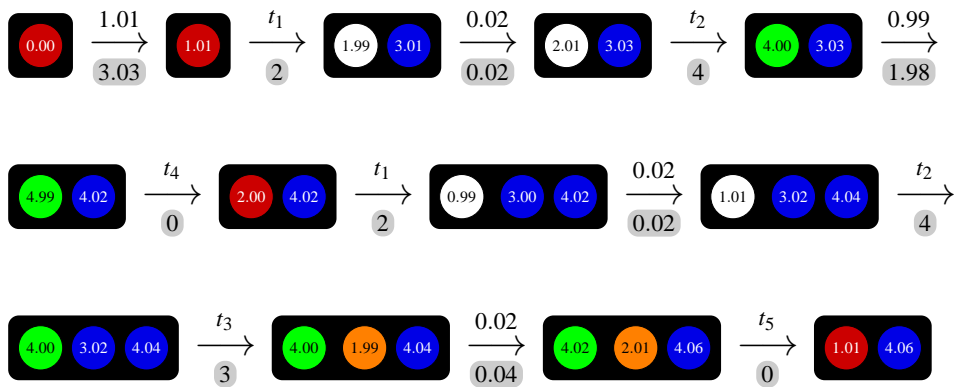 1.01 t₁ 0.02 t₂ 0.99
0.00 1.01 1.99 3.01 2.01 3.03 4.00 3.03
3.03 2 0.02 4 1.98
t₄ t₁ 0.02 t₂
4.99 4.02 2.00 4.02 0.99 3.00 4.02 1.01 3.02 4.04
0 2 0.02 4
t₃ 0.02 t₅
4.00 3.02 4.04 4.00 1.99 4.04 4.02 2.01 4.06 1.01 4.06
3 0.04 0